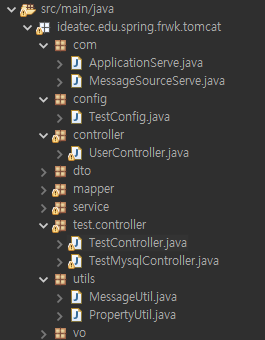 src/main/java
ideatec.edu.spring.frwk.tomcat
com
ApplicationServe.java
MessageSourceServe.java
config
TestConfig.java
controller
UserController.java
dto
mapper
service
test.controller
TestController.java
TestMysqlController.java
utils
MessageUtil.java
PropertyUtil.java
vo